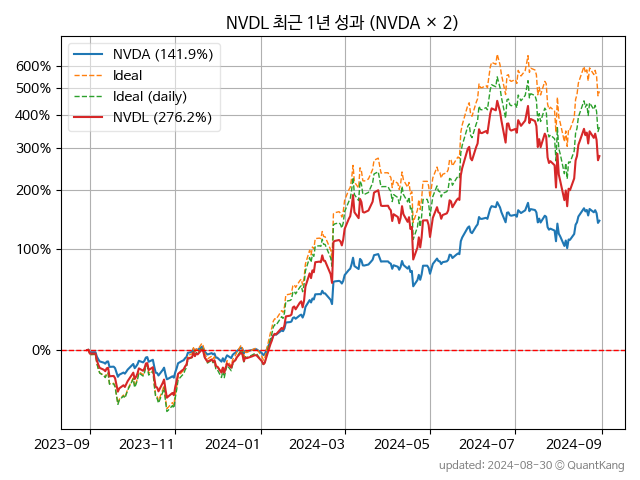 NVDL 최근 1년 성과 (NVDA × 2)
NVDA (141.9%)
Ideal
Ideal (daily)
NVDL (276.2%)
600%
500%
400%
300%
200%
100%
0%
2023-09 2023-11 2024-01 2024-03 2024-05 2024-07 2024-09
updated: 2024-08-30 © QuantKang